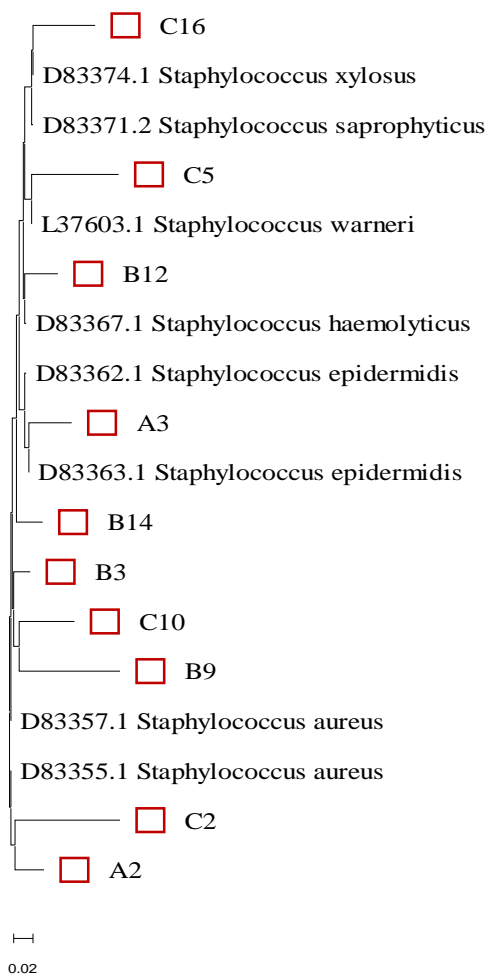 C16
D83374.1 Staphylococcus xylosus
D83371.2 Staphylococcus saprophyticus
C5
L37603.1 Staphylococcus warneri
B12
D83367.1 Staphylococcus haemolyticus
D83362.1 Staphylococcus epidermidis
A3
D83363.1 Staphylococcus epidermidis
B14
B3
C10
B9
D83357.1 Staphylococcus aureus
D83355.1 Staphylococcus aureus
C2
A2
0.02